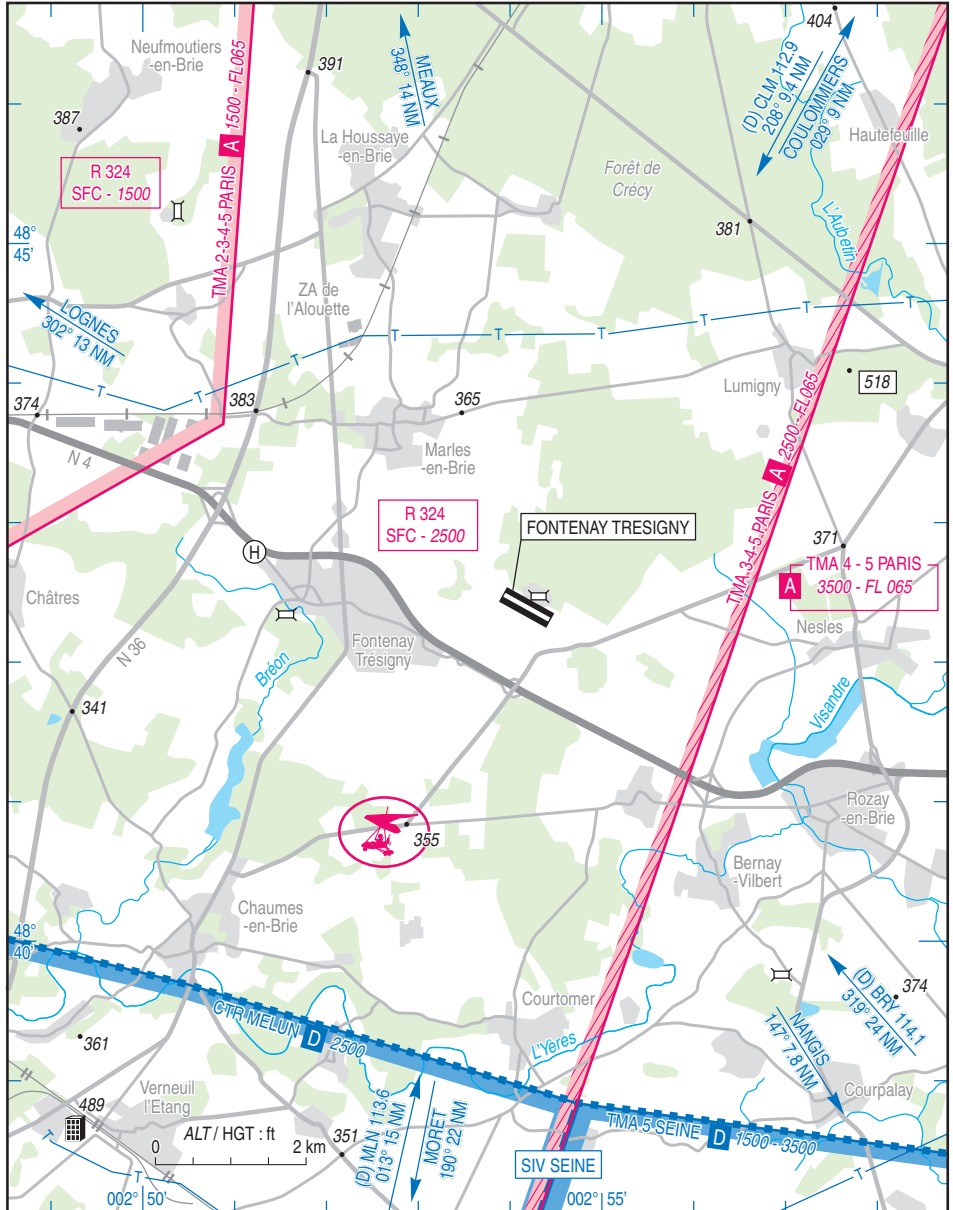 404
Neufmoutiers
-en-Brie
391
MEAUX
348° 14 NM
(D) CLM 112.9
208° 9.4 NM
COULOMMIERS
029° 9 NM
387
La Houssaye
-en-Brie
Hautefeuille
TMA 2-3-4-5 PARIS A 1500 - FL065
R 324
SFC - 1500
Forêt de
Crécy
381
L'Aubetin
48°
45'
ZA de
l'Alouette
LOGNES
302° 13 NM
T
T
T
T
T
T
T
Lumigny
518
374
383
365
N 4
Marles
-en-Brie
TMA 3-4-5 PARIS A 2500 - FL065
R 324
SFC - 2500
FONTENAY TRESIGNY
371
H
TMA 4 - 5 PARIS
A 3500 - FL 065
Châtres
Nesles
N 36
Fontenay
Trésigny
Bréon
Visandre
341
Rozay
-en-Brie
355
Bernay
-Vilbert
Chaumes
-en-Brie
48°
40'
(D) BRY 114.1
319° 24 NM
374
Courtomer
CTR MELUN D 2500
NANGIS
147° 7.8 NM
L'Yères
361
Verneuil
l'Etang
Courpalay
489
(D) MLN 113.6
013° 15 NM
MORET
190° 22 NM
TMA 5 SEINE D 1500 - 3500
ALT / HGT : ft
0 2 km
351
T
T
T
SIV SEINE
002° 50'
002° 55'